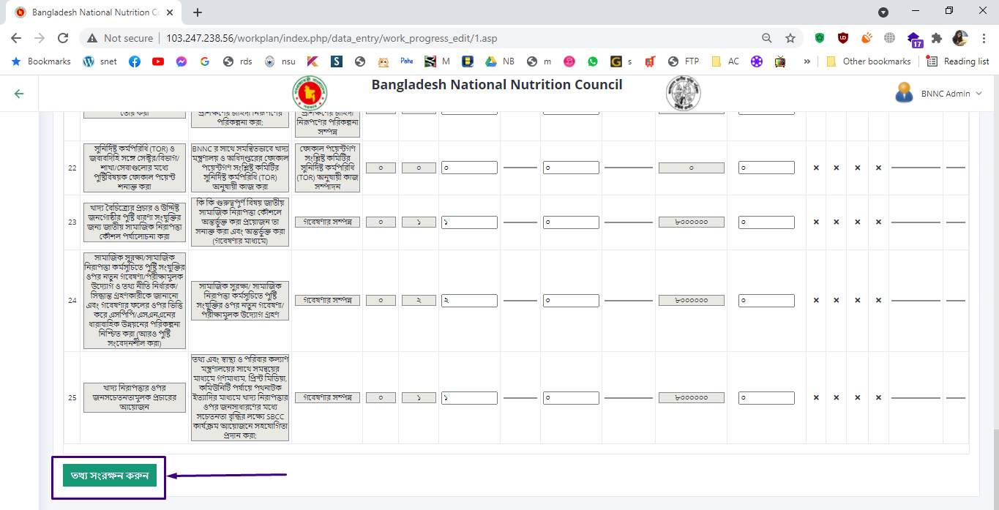 Bangladesh National Nutrition C
Not secure
103.247.238.56/workplan/index.php/data_entry/work_progress_edit/1.asp
17
Bookmarks
snet
rds
nsu
Pathe
M
NB
m
s
FTP
AC
»
Other bookmarks
Reading list
Bangladesh National Nutrition Council
BNNC Admin
তৈরি করা
প্রশিক্ষণের চাহিদা নিরূপণের
পরিকল্পনা করা;
প্রশিক্ষণের চাহিদা
নিরূপণের পরিকল্পনা
সম্পন্ন
22
সুনির্দিষ্ট কর্মপরিধি (TOR) ও
জবাবদিহি সঙ্গে সেক্টর/বিভাগ/
শাখা/সেবাগুলোর মধ্যে
পুষ্টিবিষয়ক ফোকাল পয়েন্ট
শনাক্ত করা
BNNC র সাথে সমন্বিতভাবে খাদ্য
মন্ত্রণালয় ও অধিদপ্তরের ফোকাল
পয়েন্টগণ সংশ্লিষ্ট কমিটির
সুনির্দিষ্ট কর্মপরিধি (TOR)
অনুযায়ী কাজ করা
ফোকাল পয়েন্টগণ
সংশ্লিষ্ট কমিটির
সুনির্দিষ্ট কর্মপরিধি
(TOR) অনুযায়ী কাজ
সম্পাদন
০ ০ ০ ০ ০ ০ × × × ×
23
খাদ্য বৈচিত্র্যের প্রচার ও উদ্দিষ্ট
জনগোষ্ঠীর পুষ্টি ধারণা সংযুক্তির
জন্য জাতীয় সামাজিক নিরাপত্তা
কৌশল পর্যালোচনা করা
কি কি গুরুত্বপূর্ণ বিষয় জাতীয়
সামাজিক নিরাপত্তা কৌশলে
অন্তর্ভুক্ত করা প্রয়োজন তা
সনাক্ত করা এবং অন্তর্ভুক্ত করা
(গবেষণার মাধ্যমে)
গবেষণার সম্পন্ন
০ ১ ১ ০ ৮০০০০০০ ০ × × × ×
24
সামাজিক সুরক্ষা/সামাজিক
নিরাপত্তা কর্মসূচিতে পুষ্টি সংযুক্তির
ওপর নতুন গবেষণা/পরীক্ষামূলক
উদ্যোগ ও তথ্য নীতি নির্ধারক/
সিদ্ধান্ত গ্রহণকারীকে জানানো
এবং গবেষণার ফলের ওপর ভিত্তি
করে এসপিপি/এসএনএনের
ধারাবাহিক উন্নয়নের পরিকল্পনা
নিশ্চিত করা (আরও পুষ্টি
সংবেদনশীল করা)
সামাজিক সুরক্ষা/ সামাজিক
নিরাপত্তা কর্মসূচিতে পুষ্টি
সংযুক্তির ওপর নতুন গবেষণা/
পরীক্ষামূলক উদ্যোগ গ্রহণ
গবেষণার সম্পন্ন
০ ২ ২ ০ ৮০০০০০০ ০ × × × ×
25
খাদ্য নিরাপত্তার ওপর
জনসচেতনতামূলক প্রচারের
আয়োজন
তথ্য এবং স্বাস্থ্য ও পরিবার কল্যাণ
মন্ত্রণালয়ের সাথে সমন্বয়ের
মাধ্যমে গণমাধ্যম, প্রিন্ট মিডিয়া,
কমিউনিটি পর্যায়ে পথনাটক
ইত্যাদির মাধ্যমে খাদ্য নিরাপত্তার
ওপর জনসাধারণের মধ্যে
সচেতনতা বৃদ্ধির লক্ষ্যে SBCC
কার্যক্রম আয়োজনে সহযোগিতা
প্রদান করা;
গবেষণার সম্পন্ন
০ ১ ১ ০ ৮০০০০০০ ০ × × × ×
তথ্য সংরক্ষন করুন